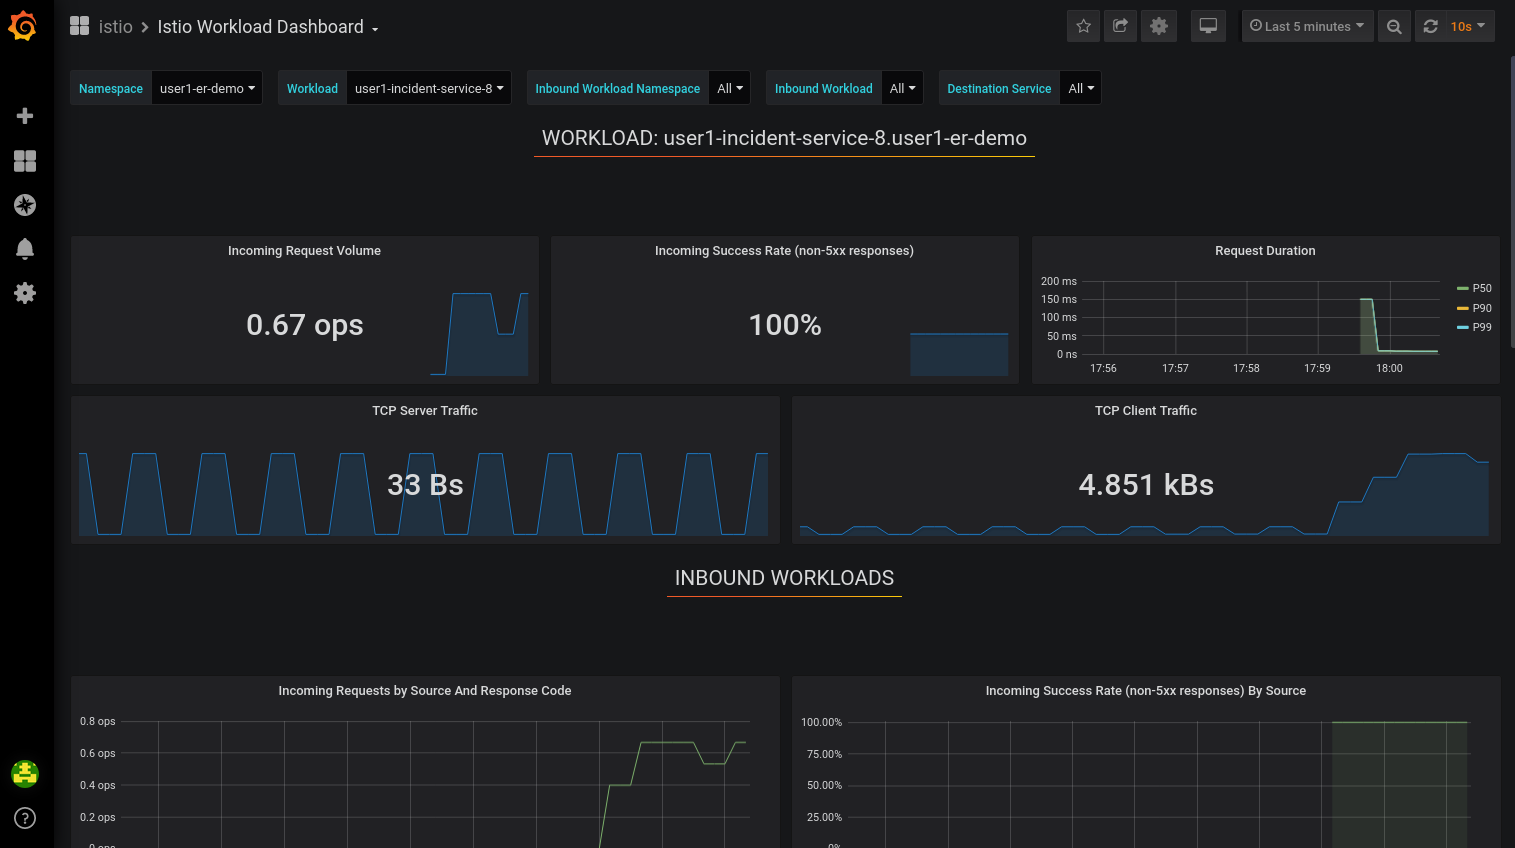 istio > Istio Workload Dashboard
Last 5 minutes
10s
Namespace user1-er-demo
Workload user1-incident-service-8
Inbound Workload Namespace All
Inbound Workload All
Destination Service All
WORKLOAD: user1-incident-service-8.user1-er-demo
Incoming Request Volume
0.67 ops
Incoming Success Rate (non-5xx responses)
100%
Request Duration
200 ms
150 ms
100 ms
50 ms
0 ns
17:56 17:57 17:58 17:59 18:00
P50
P90
P99
TCP Server Traffic
33 Bs
TCP Client Traffic
4.851 kBs
INBOUND WORKLOADS
Incoming Requests by Source And Response Code
0.8 ops
0.6 ops
0.4 ops
0.2 ops
0 ops
Incoming Success Rate (non-5xx responses) By Source
100.00%
75.00%
50.00%
25.00%
0%
?